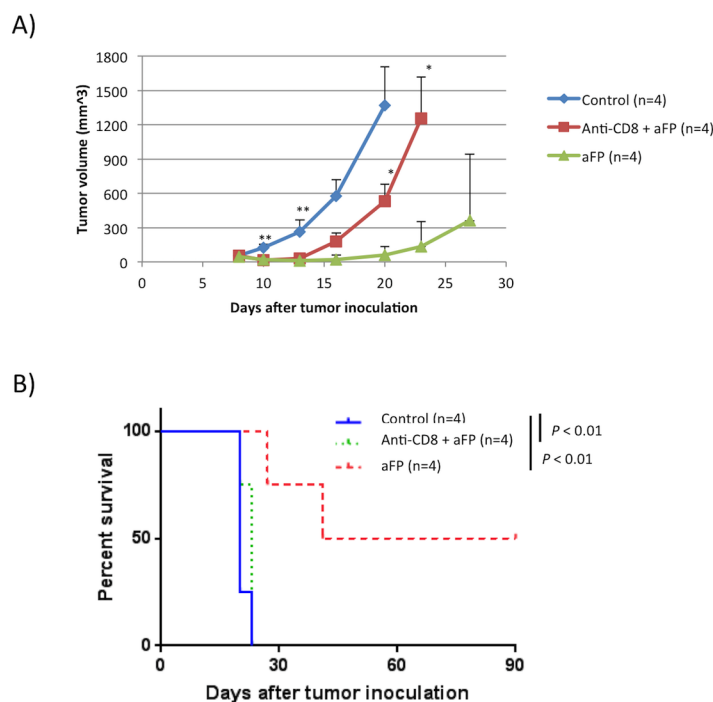 A)
1800
1500
1200
900
600
300
0
Tumor volume (mm^3)
**
**
*
*
0 5 10 15 20 25 30
Days after tumor inoculation
Control (n=4)
Anti-CD8 + aFP (n=4)
aFP (n=4)
B)
Control (n=4)
Anti-CD8 + aFP (n=4)
aFP (n=4)
P < 0.01
P < 0.01
100
50
0
Percent survival
0 30 60 90
Days after tumor inoculation